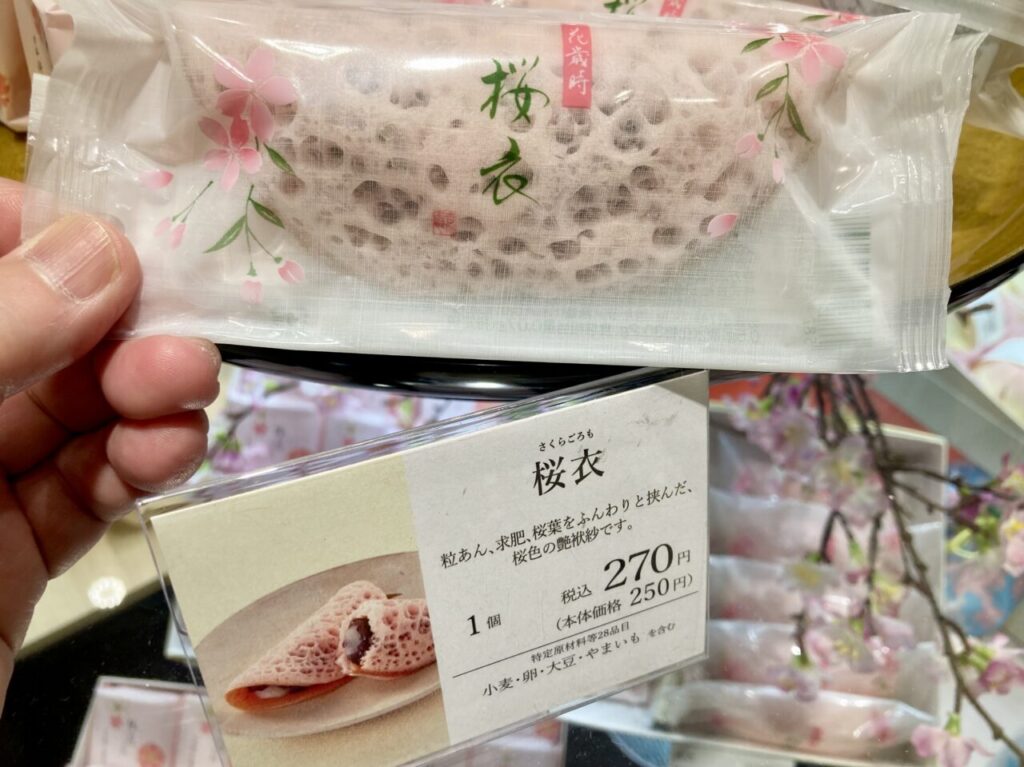 花歳時
桜衣
さくらごろも
桜衣
粒あん、求肥、桜葉をふんわりと挟んだ、
桜色の艶袱紗です。
1個
税込 270円
(本体価格 250円)
特定原材料等28品目
小麦・卵・大豆・やまいも を含む